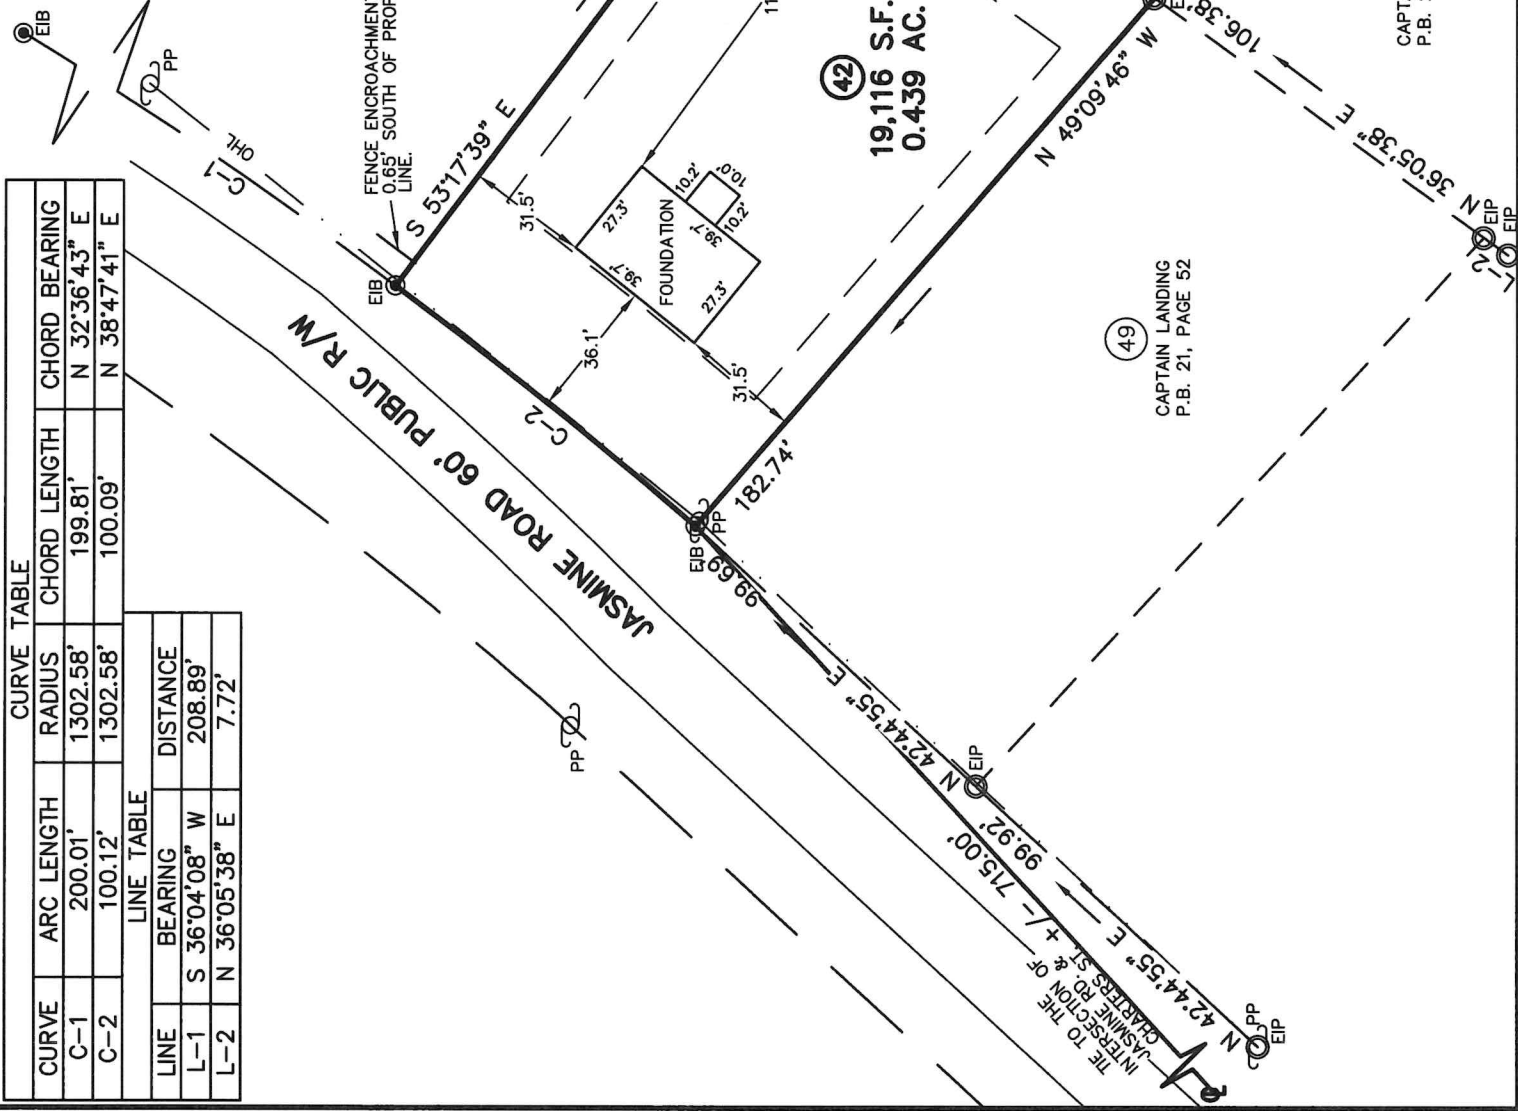 CURVE TABLE
CURVE ARC LENGTH RADIUS CHORD LENGTH CHORD BEARING
C-1 200.01' 1302.58' 199.81' N 32°36'43" E
C-2 100.12' 1302.58' 100.09' N 38°47'41" E
LINE TABLE
LINE BEARING DISTANCE
L-1 S 36°04'08" W 208.89'
L-2 N 36°05'38" E 7.72'
EIB
PP
OHL
C-1
FENCE ENCROACHMENT
0.65' SOUTH OF PROP
LINE.
EIB
S 53°17'39" E
31.5'
27.3'
39.7'
FOUNDATION
39.7'
10.2'
10.0'
10.2'
27.3'
36.1'
31.5'
C-2
11
42
19,116 S.F.
0.439 AC.
N 49°09'46" W
182.74'
106.38'
N 36°05'38" E
CAPT
P.B.
EIP
EIP
L-2
49
CAPTAIN LANDING
P.B. 21, PAGE 52
JASMINE ROAD 60' PUBLIC R/W
EIB
PP
99.69
N 42°44'55" E
PP
EIP
+/- 715.00'
99.92'
N 42°44'55" E
TIE TO THE
INTERSECTION OF
JASMINE RD. &
CHARTERS ST.
PP
EIP